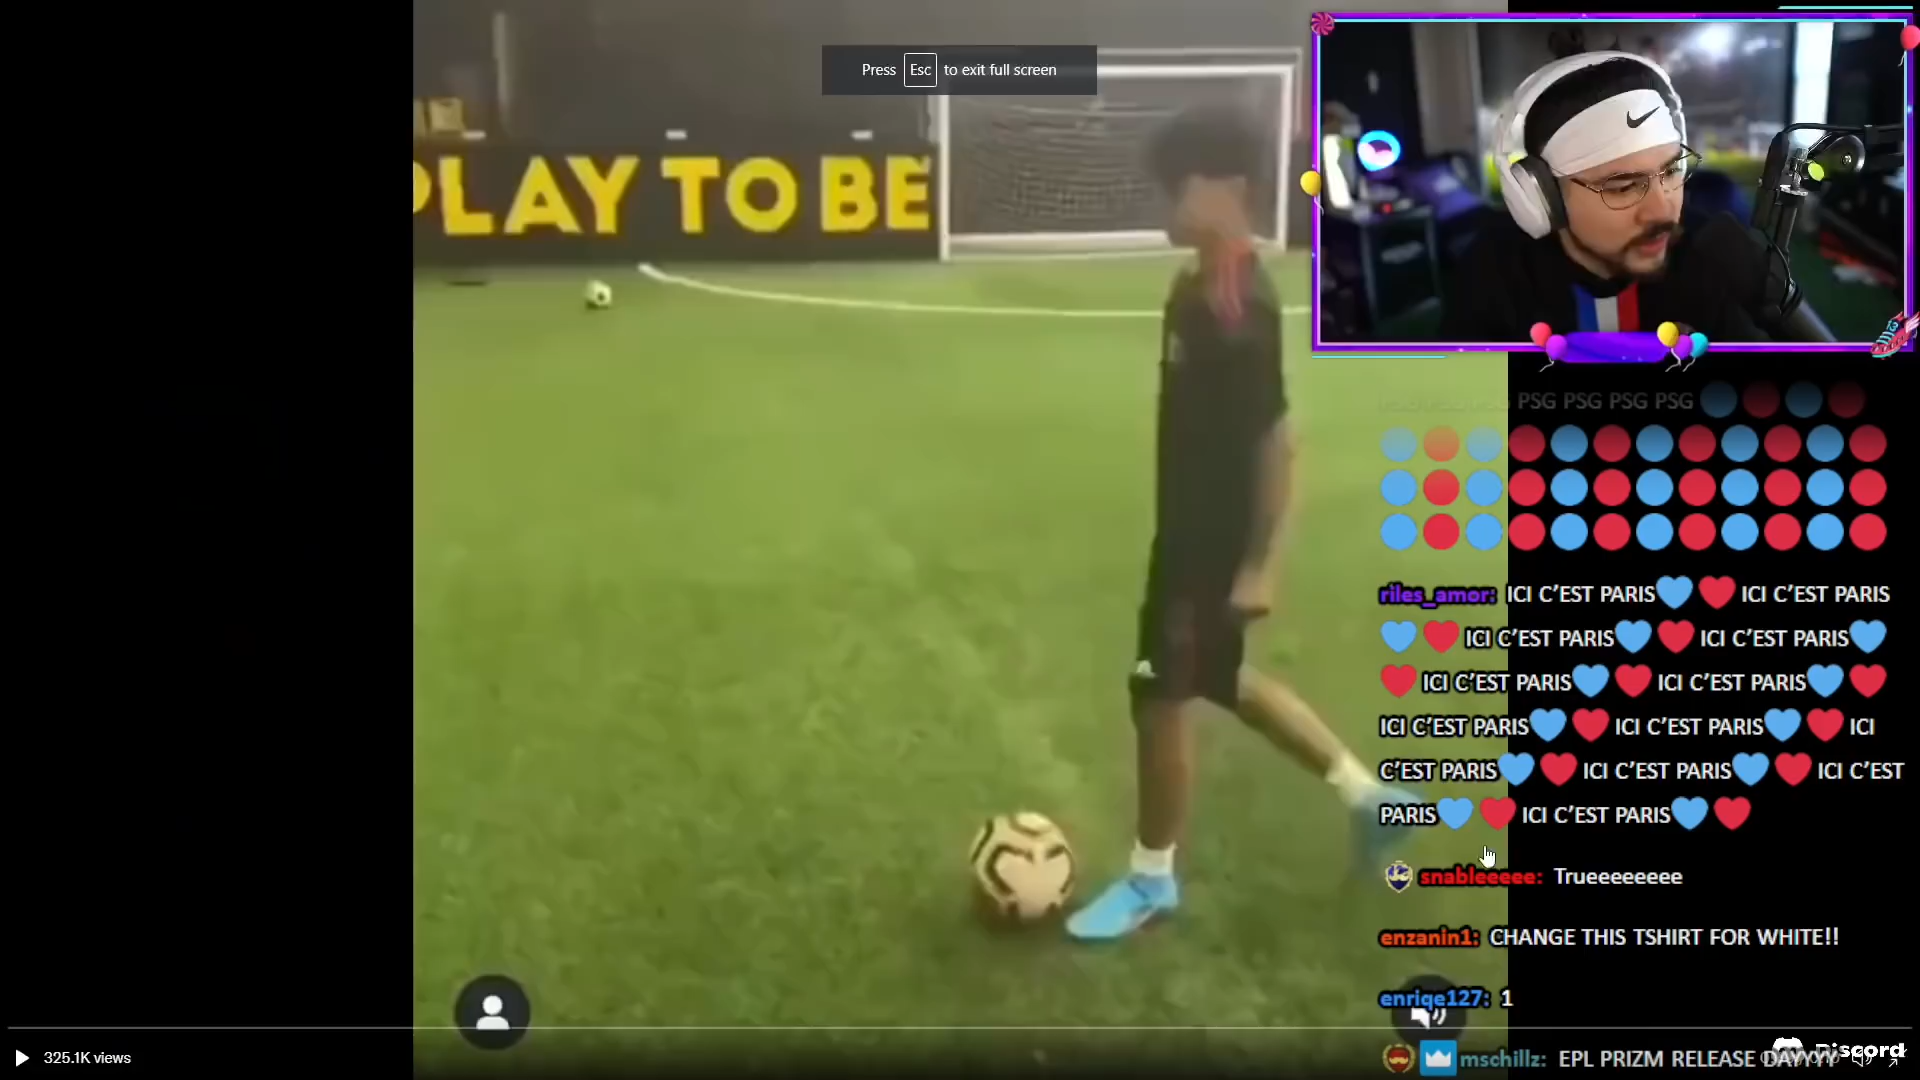 Press Esc to exit full screen
PLAY TO BE
PSG PSG PSG PSG
riles_amor: ICI C'EST PARIS💙❤️ ICI C'EST PARIS
💙❤️ ICI C'EST PARIS💙❤️ ICI C'EST PARIS💙
❤️ ICI C'EST PARIS💙❤️ ICI C'EST PARIS💙❤️
ICI C'EST PARIS💙❤️ ICI C'EST PARIS💙❤️ ICI
C'EST PARIS💙❤️ ICI C'EST PARIS💙❤️ ICI C'EST
PARIS💙❤️ ICI C'EST PARIS💙❤️
snableeeee: Trueeeeeeee
enzanin1: CHANGE THIS TSHIRT FOR WHITE!!
enriqe127: 1
mschillz: EPL PRIZM RELEASE DAYYYY
Discord
325.1K views